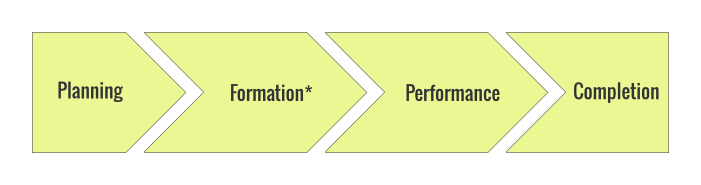 Planning
Formation*
Performance
Completion